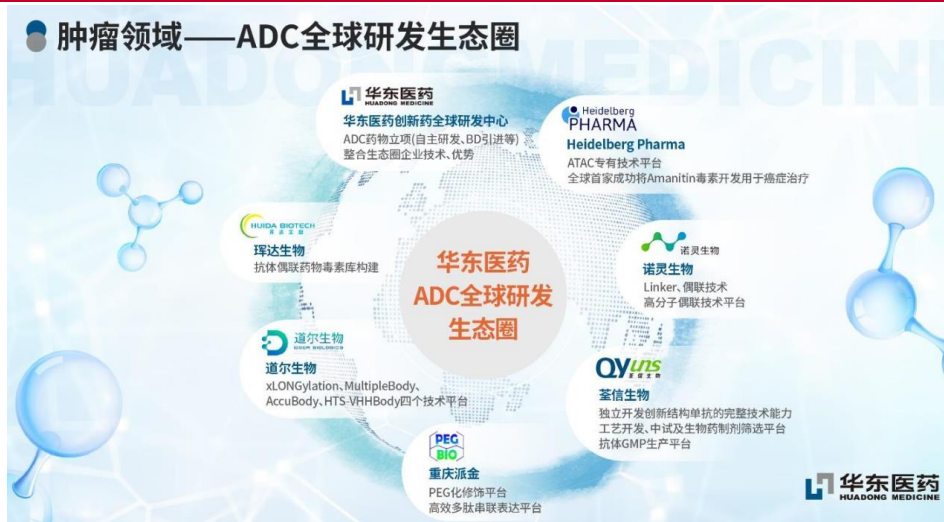 肿瘤领域——ADC全球研发生态圈
HUADONG MEDICINE
华东医药
HUADONG MEDICINE
华东医药创新药全球研发中心
ADC药物立项(自主研发、BD引进等)
整合生态圈企业技术、优势
Heidelberg
PHARMA
Heidelberg Pharma
ATAC专有技术平台
全球首家成功将Amanitin毒素开发用于癌症治疗
HUIDA BIOTECH
珲达生物
珲达生物
抗体偶联药物毒素库构建
诺灵生物
诺灵生物
Linker、偶联技术
高分子偶联技术平台
华东医药
ADC全球研发
生态圈
道尔生物
DOER BIOLOGICS
道尔生物
xLONGylation、MultipleBody、
AccuBody、HTS-VHHBody四个技术平台
QYuns
荃信生物
荃信生物
独立开发创新结构单抗的完整技术能力
工艺开发、中试及生物药制剂筛选平台
抗体GMP生产平台
PEG
BIO
重庆派金
PEG化修饰平台
高效多肽串联表达平台
华东医药
HUADONG MEDICINE